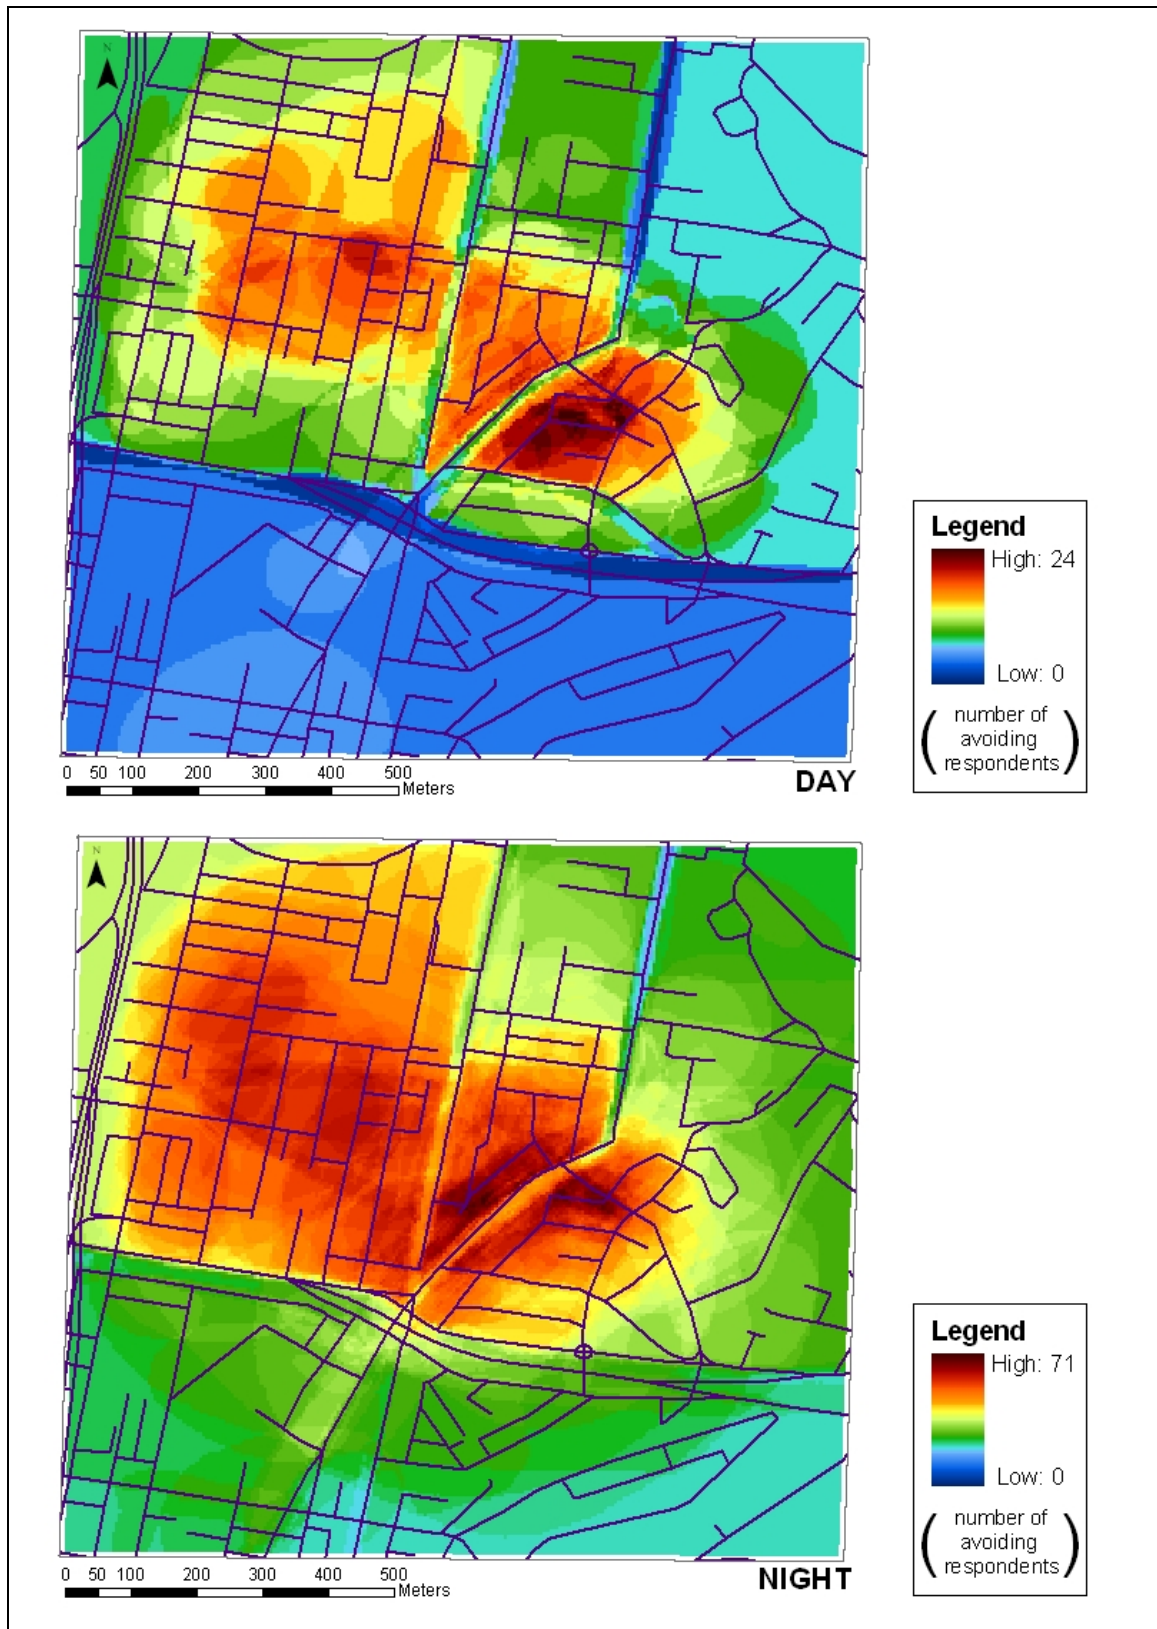 N
Legend
High: 24
Low: 0
( number of
avoiding
respondents )
0 50 100 200 300 400 500
Meters
DAY
N
Legend
High: 71
Low: 0
( number of
avoiding
respondents )
0 50 100 200 300 400 500
Meters
NIGHT